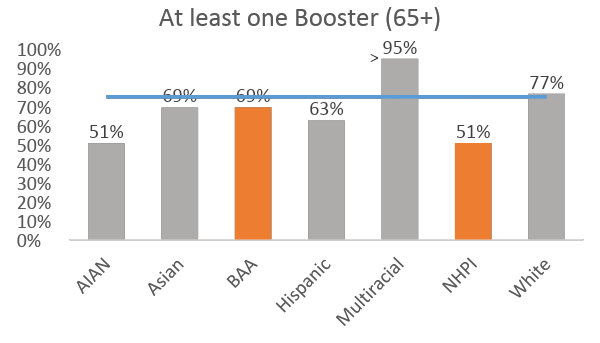 At least one Booster (65+)
100%
90%
80%
70%
60%
50%
40%
30%
20%
10%
0%
51%
69%
69%
63%
>
95%
51%
77%
AIAN
Asian
BAA
Hispanic
Multiracial
NHPI
White